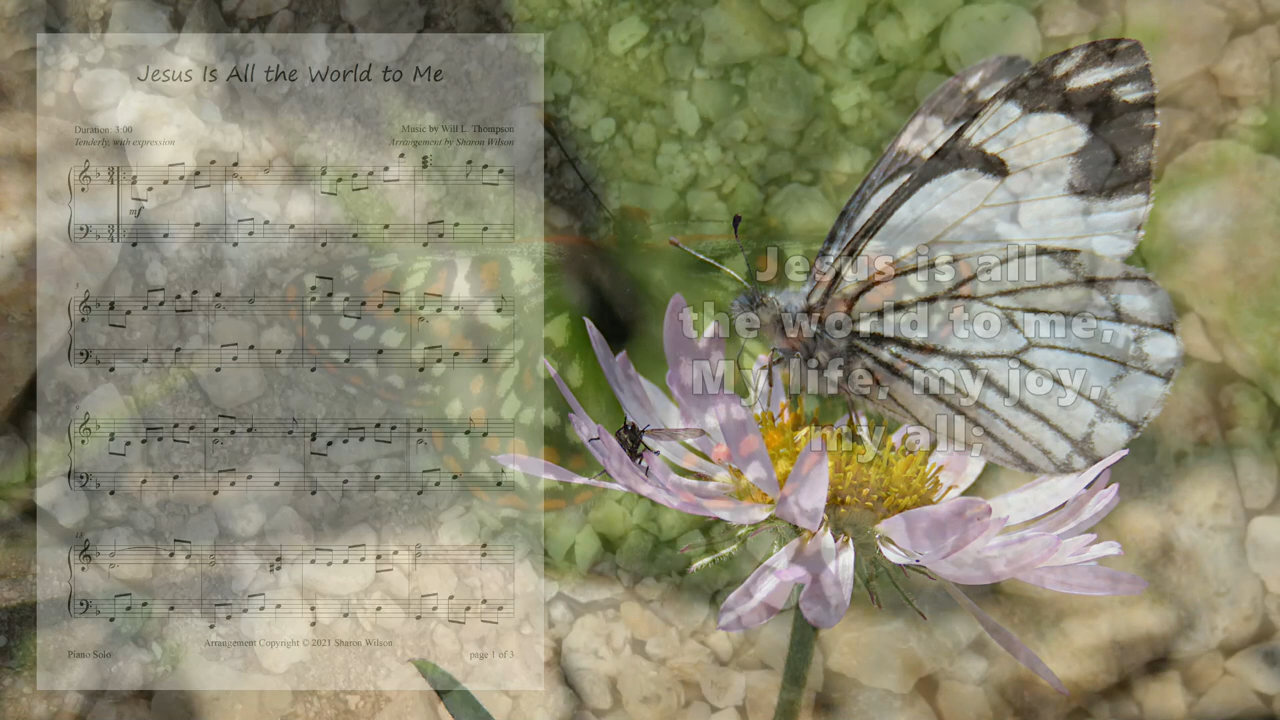 Jesus Is All the World to Me
Duration: 3:00
Music by Will L. Thompson
Tenderly, with expression
Arrangement by Sharon Wilson
mf
Jesus is all
the world to me,
My life, my joy,
my all;
Arrangement Copyright © 2021 Sharon Wilson
Piano Solo
page 1 of 3